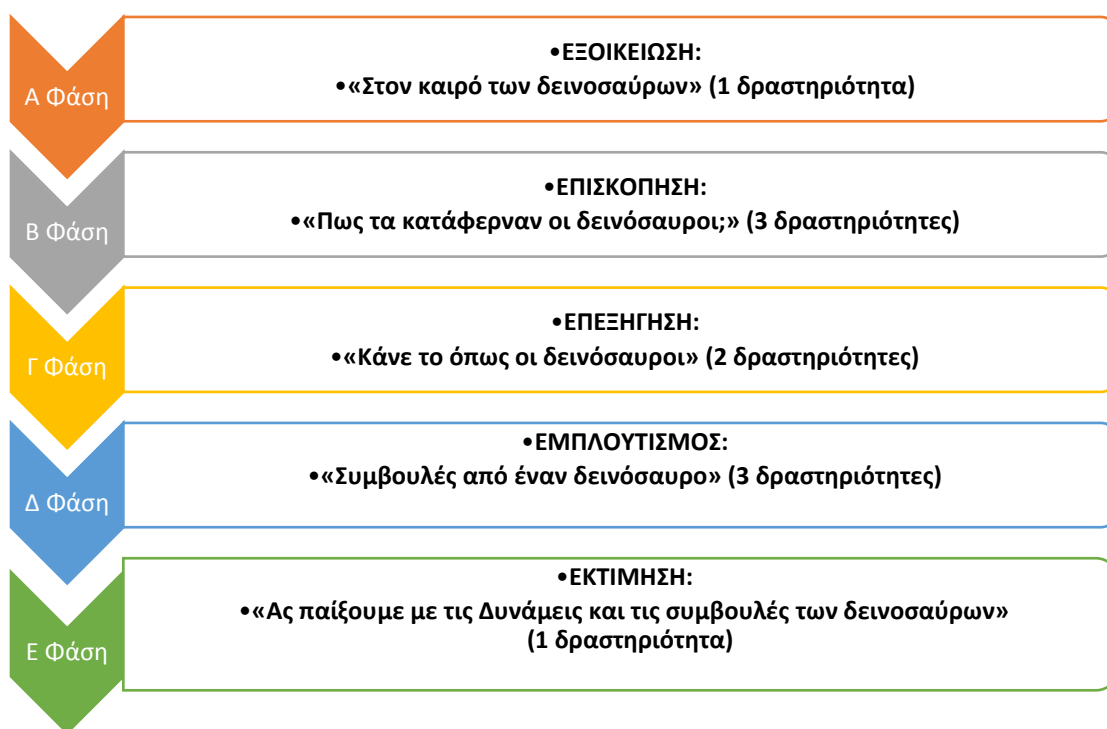 Α Φάση
•ΕΞΟΙΚΕΙΩΣΗ:
•«Στον καιρό των δεινοσαύρων» (1 δραστηριότητα)
Β Φάση
•ΕΠΙΣΚΟΠΗΣΗ:
•«Πως τα κατάφερναν οι δεινόσαυροι;» (3 δραστηριότητες)
Γ Φάση
•ΕΠΕΞΗΓΗΣΗ:
•«Κάνε το όπως οι δεινόσαυροι» (2 δραστηριότητες)
Δ Φάση
•ΕΜΠΛΟΥΤΙΣΜΟΣ:
•«Συμβουλές από έναν δεινόσαυρο» (3 δραστηριότητες)
Ε Φάση
•ΕΚΤΙΜΗΣΗ:
•«Ας παίξουμε με τις Δυνάμεις και τις συμβουλές των δεινοσαύρων»
(1 δραστηριότητα)